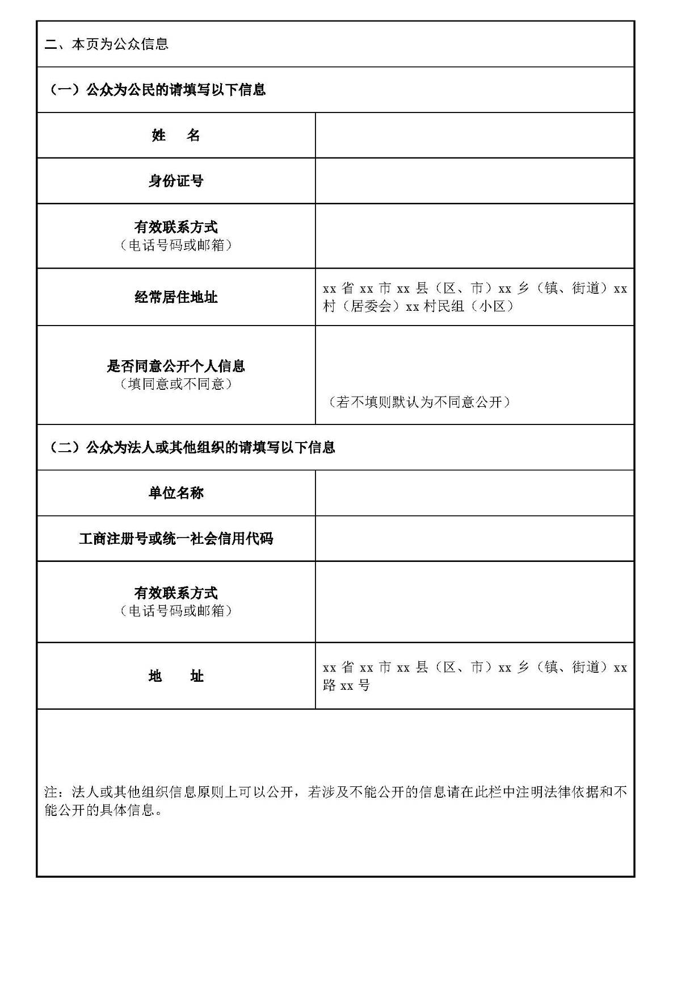 二、本页为公众信息
（一）公众为公民的请填写以下信息
姓 名
身份证号
有效联系方式
（电话号码或邮箱）
经常居住地址
xx 省 xx 市 xx 县（区、市）xx 乡（镇、街道）xx
村（居委会）xx 村民组（小区）
是否同意公开个人信息
（填同意或不同意）
（若不填则默认为不同意公开）
（二）公众为法人或其他组织的请填写以下信息
单位名称
工商注册号或统一社会信用代码
有效联系方式
（电话号码或邮箱）
地 址
xx 省 xx 市 xx 县（区、市）xx 乡（镇、街道）xx
路 xx 号
注：法人或其他组织信息原则上可以公开，若涉及不能公开的信息请在此栏中注明法律依据和不
能公开的具体信息。